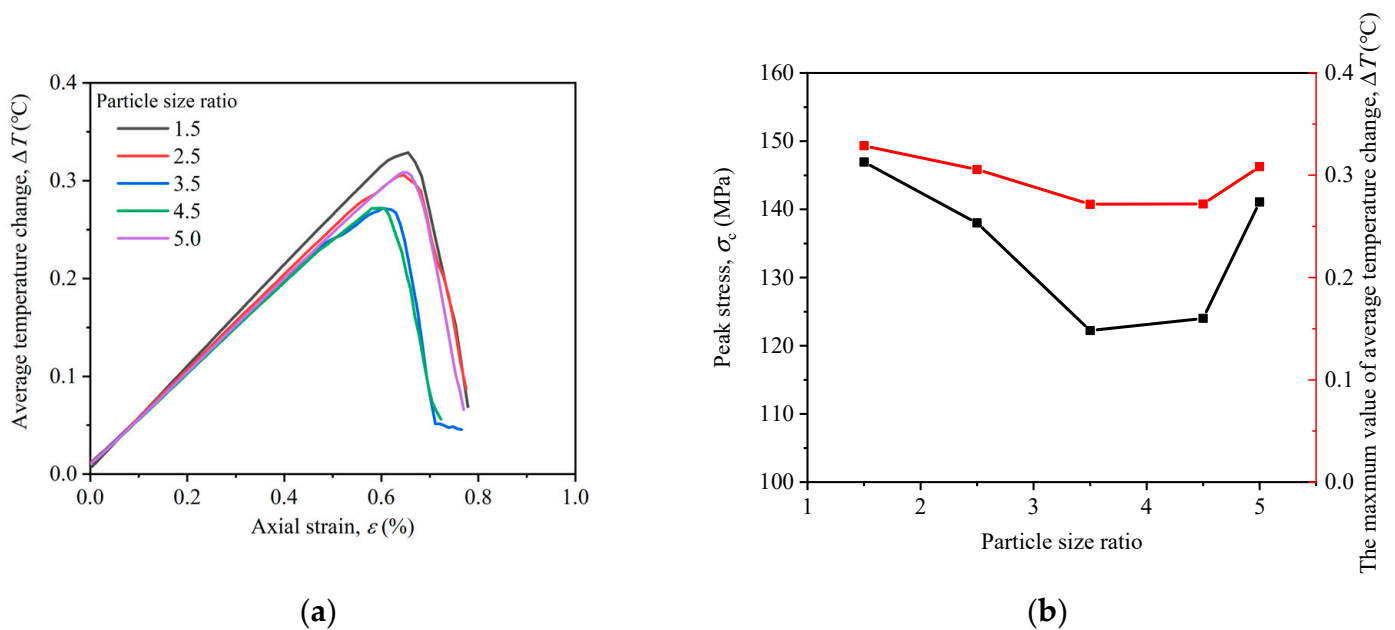 Average temperature change, ΔT (°C)
0.4
0.3
0.2
0.1
0.0
Particle size ratio
1.5
2.5
3.5
4.5
5.0
0.0 0.2 0.4 0.6 0.8 1.0
Axial strain, ε (%)
(a)
Peak stress, σc (MPa)
160
150
140
130
120
110
100
1 2 3 4 5
Particle size ratio
0.4
0.3
0.2
0.1
0.0
The maxmum value of average temperature change, ΔT (°C)
(b)